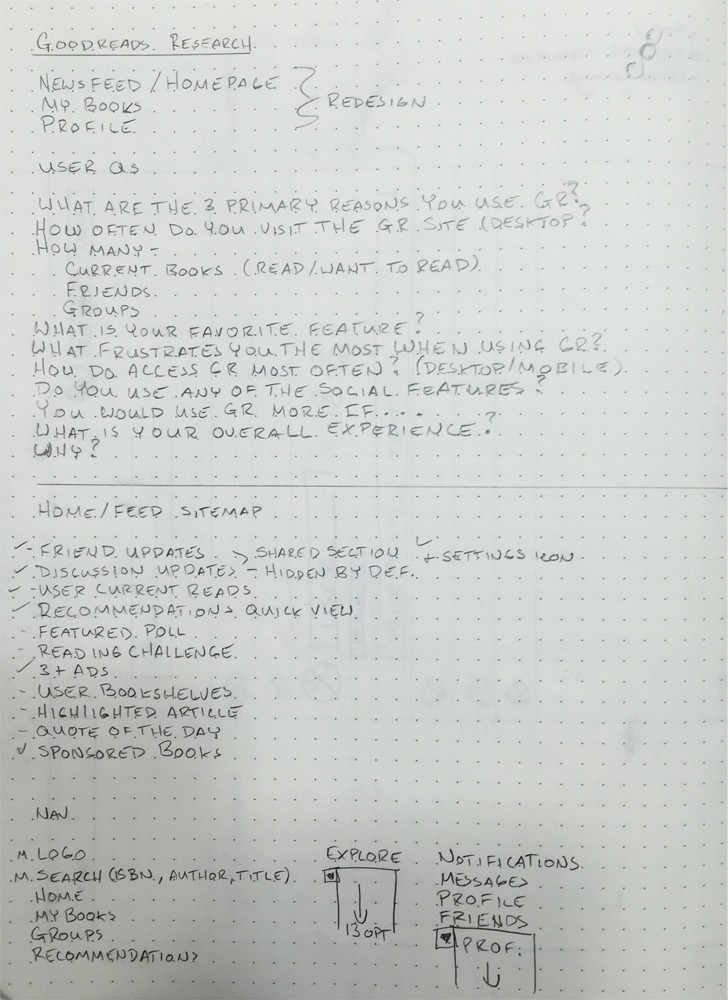 GOODREADS RESEARCH
NEWSFEED / HOMEPAGE
MY BOOKS
PROFILE
REDESIGN
USER QS
WHAT ARE THE 3 PRIMARY REASONS YOU USE GR?
HOW OFTEN DO YOU VISIT THE GR SITE (DESKTOP?
HOW MANY -
CURRENT BOOKS (READ/WANT TO READ)
FRIENDS
GROUPS
WHAT IS YOUR FAVORITE FEATURE?
WHAT FRUSTRATES YOU THE MOST WHEN USING GR?
HOW DO ACCESS GR MOST OFTEN? (DESKTOP/MOBILE)
DO YOU USE ANY OF THE SOCIAL FEATURES?
YOU WOULD USE GR MORE IF....
WHAT IS YOUR OVERALL EXPERIENCE?
WHY?
HOME/FEED SITEMAP
✓ - FRIEND UPDATES > SHARED SECTION ✓ + SETTINGS ICON
✓ DISCUSSION UPDATES - HIDDEN BY DEF.
✓ - USER CURRENT READS
✓ RECOMMENDATIONS QUICK VIEW
- FEATURED POLL
- READING CHALLENGE
✓ 3+ ADS
- USER BOOKSHELVES
- HIGHLIGHTED ARTICLE
- QUOTE OF THE DAY
✓ SPONSORED BOOKS
NAV
M. LOGO
M. SEARCH (ISBN, AUTHOR, TITLE)
HOME
MY BOOKS
GROUPS
RECOMMENDATIONS
EXPLORE
13 OPT
NOTIFICATIONS
MESSAGES
PROFILE
FRIENDS
PROF.